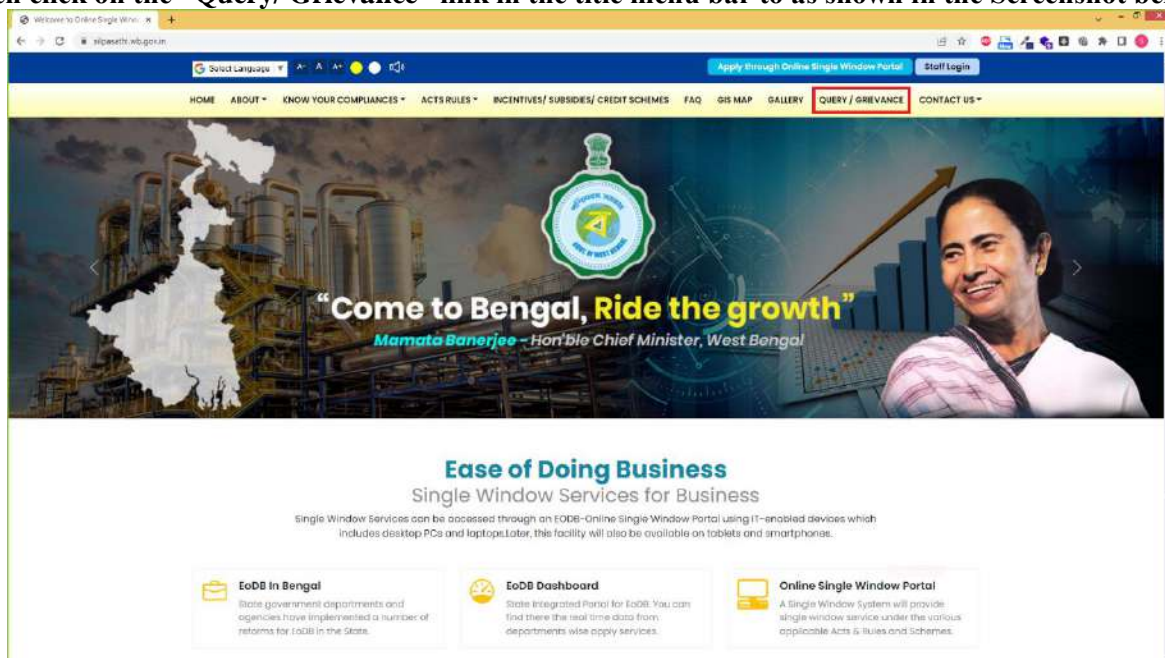 click on the "Query/ Grievance" link in the title menu bar to as shown in the Screenshot
Welcome to Online Single Wind
silpasathi.wb.gov.in
G Select Language ▼ A- A A+ Apply through Online Single Window Portal Staff Login
HOME ABOUT KNOW YOUR COMPLIANCES ACTS RULES INCENTIVES/ SUBSIDIES/ CREDIT SCHEMES FAQ GIS MAP GALLERY QUERY / GRIEVANCE CONTACT US
ব
“Come to Bengal, Ride the growth”
Mamata Banerjee - Hon'ble Chief Minister, West Bengal
Ease of Doing Business
Single Window Services for Business
Single Window Services can be accessed through an EODB-Online Single Window Portal using IT-enabled devices which
includes desktop PCs and laptops.Later, this facility will also be available on tablets and smartphones.
EoDB In Bengal
State government departments and
agencies have implemented a number of
reforms for EoDB in the State.
EoDB Dashboard
State Integrated Portal for EoDB. You can
find there the real time data from
departments wise apply services.
Online Single Window Portal
A Single Window System will provide
single window service under the various
applicable Acts & Rules and Schemes.